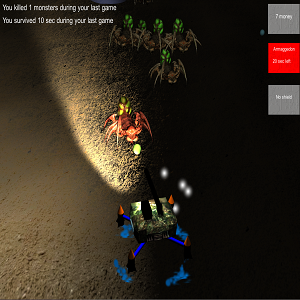 You killed 1 monsters during your last game
You survived 10 sec during your last game
7 money
Armageddon
20 sec left
No shield